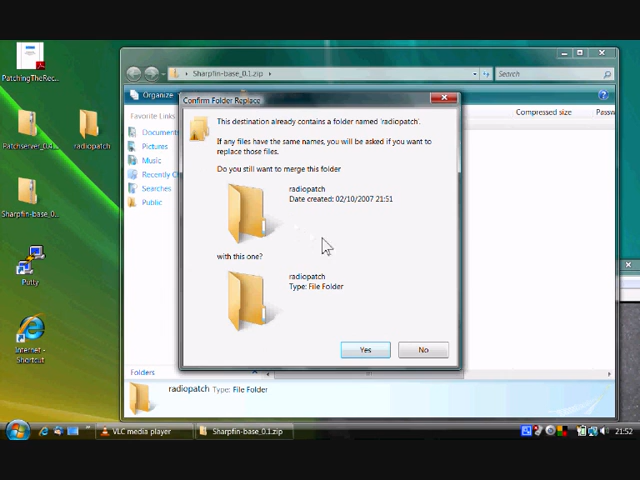 PatchingTheRec...
Patchserver_0.4...
radiopatch
Sharpfin-base_0...
Putty
Internet -
Shortcut
Sharpfin-base_0.1.zip
Search
Organize
Favorite Links
Documents
Pictures
Music
Recently Ch
Searches
Public
Folders
Compressed size
Passw
Confirm Folder Replace
This destination already contains a folder named 'radiopatch'.
If any files have the same names, you will be asked if you want to
replace those files.
Do you still want to merge this folder
radiopatch
Date created: 02/10/2007 21:51
with this one?
radiopatch
Type: File Folder
Yes
No
radiopatch Type: File Folder
VLC media player
Sharpfin-base_0.1.zip
21:52